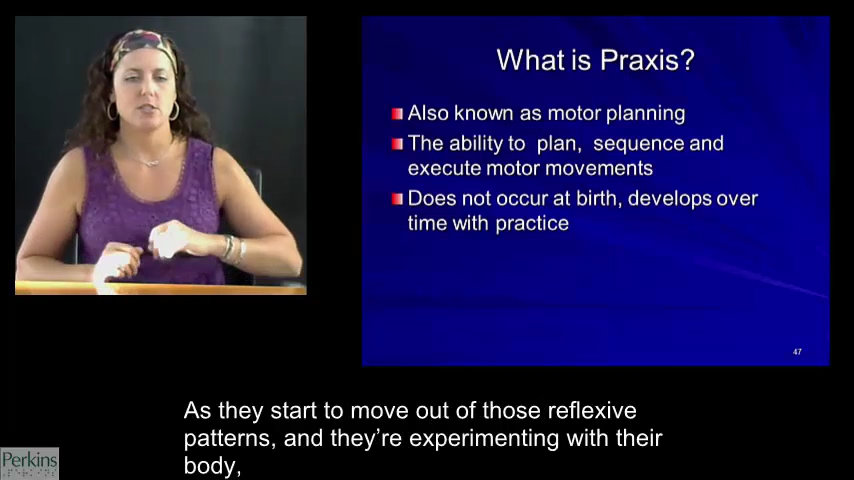 What is Praxis?
Also known as motor planning
The ability to plan, sequence and
execute motor movements
Does not occur at birth, develops over
time with practice
47
As they start to move out of those reflexive
patterns, and they’re experimenting with their
body,
Perkins